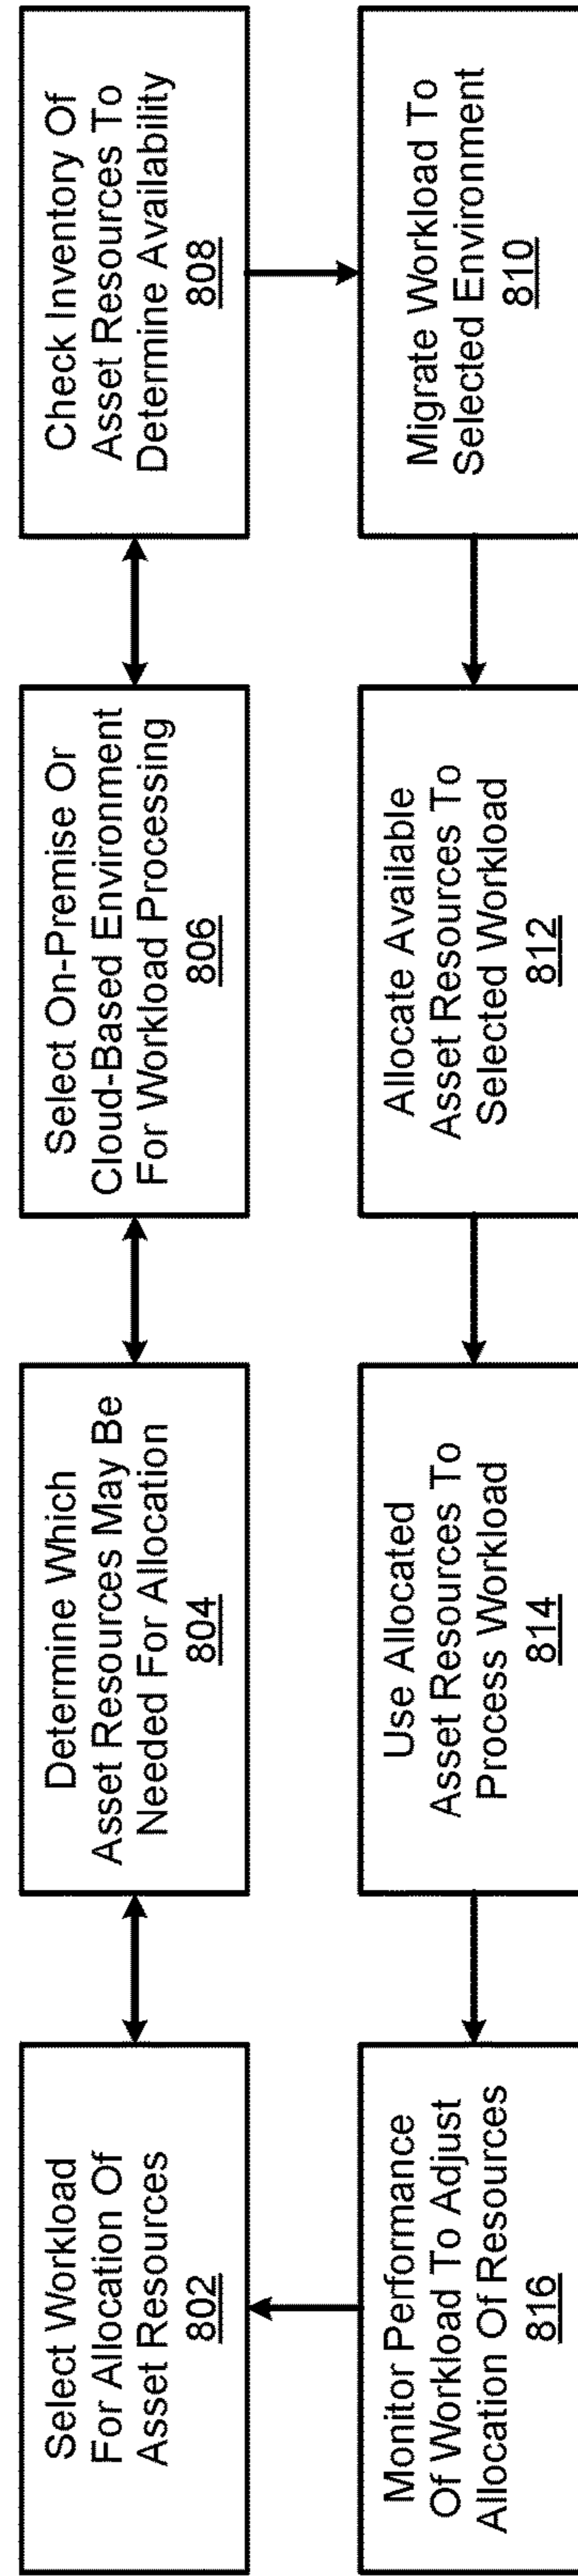 Select Workload
For Allocation Of
Asset Resources
802
Determine Which
Asset Resources May Be
Needed For Allocation
804
Select On-Premise Or
Cloud-Based Environment
For Workload Processing
806
Check Inventory Of
Asset Resources To
Determine Availability
808
Monitor Performance
Of Workload To Adjust
Allocation Of Resources
816
Use Allocated
Asset Resources To
Process Workload
814
Allocate Available
Asset Resources To
Selected Workload
812
Migrate Workload To
Selected Environment
810